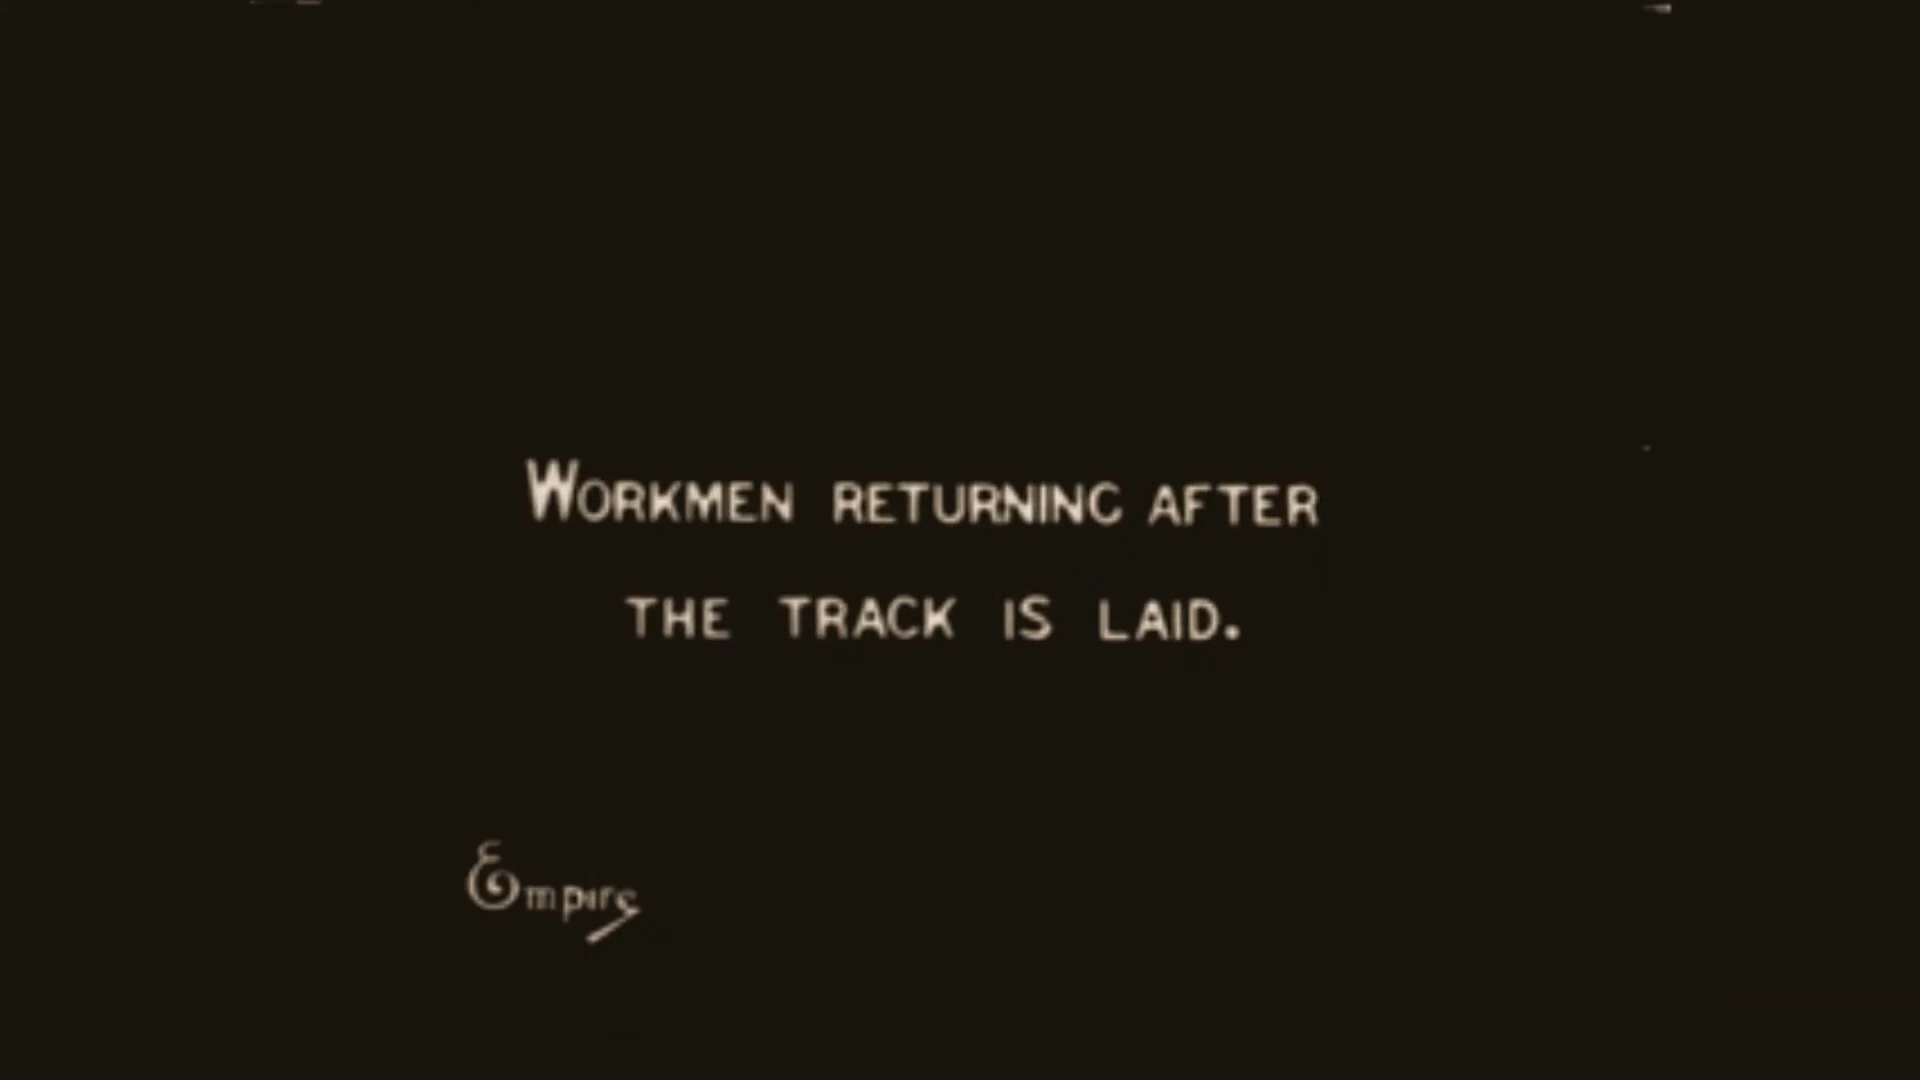 WORKMEN RETURNING AFTER
THE TRACK IS LAID.
Empire